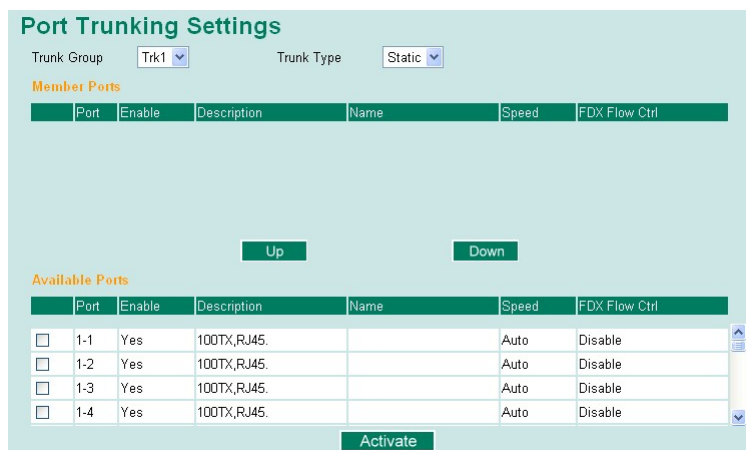 Port Trunking Settings
Trunk Group Trk1 Trunk Type Static
Member Ports
Port Enable Description Name Speed FDX Flow Ctrl
Up Down
Available Ports
Port Enable Description Name Speed FDX Flow Ctrl
1-1 Yes 100TX,RJ45. Auto Disable
1-2 Yes 100TX,RJ45. Auto Disable
1-3 Yes 100TX,RJ45. Auto Disable
1-4 Yes 100TX,RJ45. Auto Disable
Activate